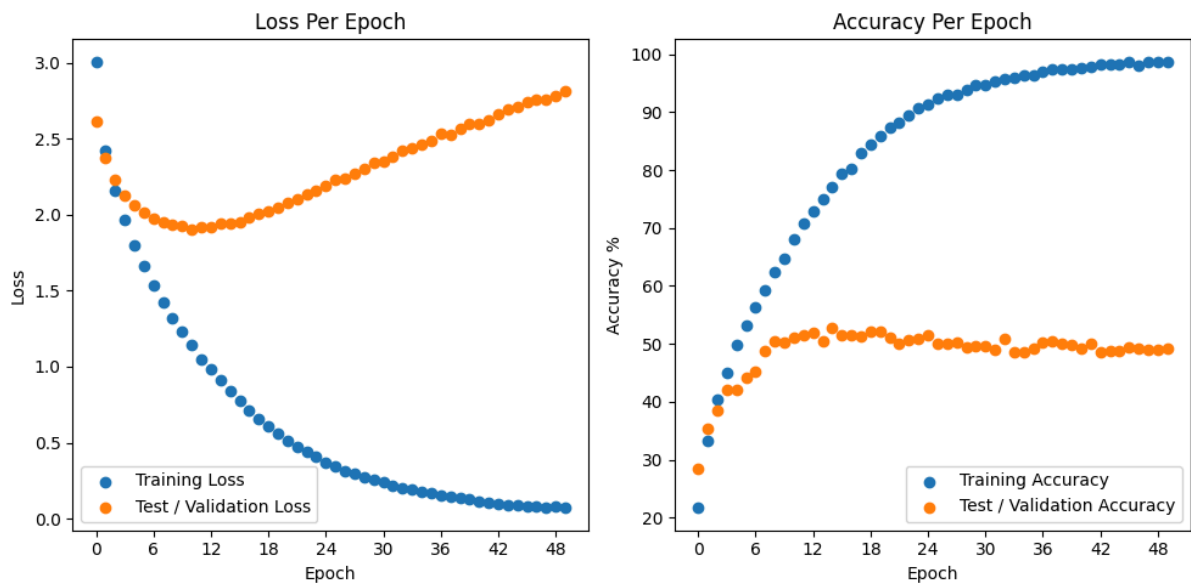 Loss Per Epoch
3.0
2.5
2.0
1.5
1.0
0.5
0.0
Loss
Training Loss
Test / Validation Loss
0 6 12 18 24 30 36 42 48
Epoch
Accuracy Per Epoch
100
90
80
70
60
50
40
30
20
Accuracy %
Training Accuracy
Test / Validation Accuracy
0 6 12 18 24 30 36 42 48
Epoch